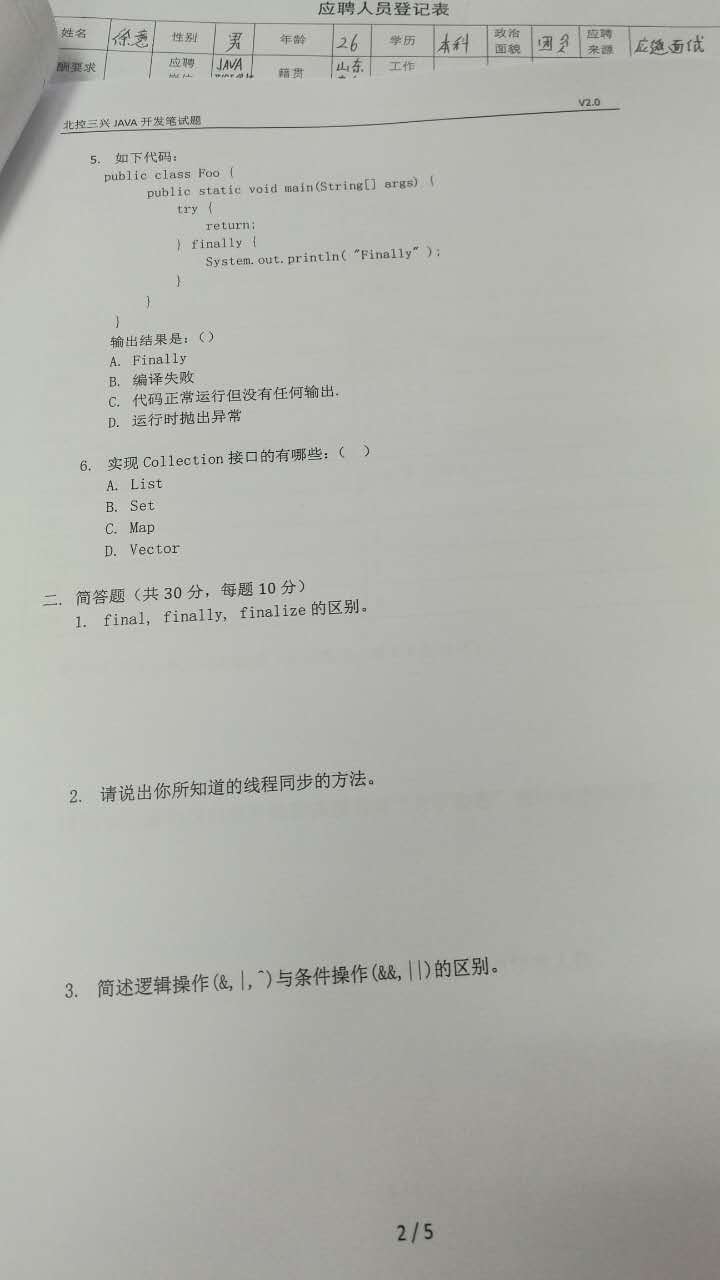 应聘人员登记表
姓名 徐 性别 男 年龄 26 学历 本科 政治面貌 团员 应聘来源 应邀面试
酬要求 应聘 JAVA 籍贯 山东 工作
北控三兴 JAVA 开发笔试题 V2.0
5. 如下代码:
public class Foo {
public static void main(String[] args) {
try {
return;
} finally {
System.out.println( "Finally" );
}
}
}
输出结果是:()
A. Finally
B. 编译失败
C. 代码正常运行但没有任何输出.
D. 运行时抛出异常
6. 实现 Collection 接口的有哪些:( )
A. List
B. Set
C. Map
D. Vector
二. 简答题(共 30 分, 每题 10 分)
1. final, finally, finalize 的区别。
2. 请说出你所知道的线程同步的方法。
3. 简述逻辑操作(&,|,^)与条件操作(&&,||)的区别。
2 / 5